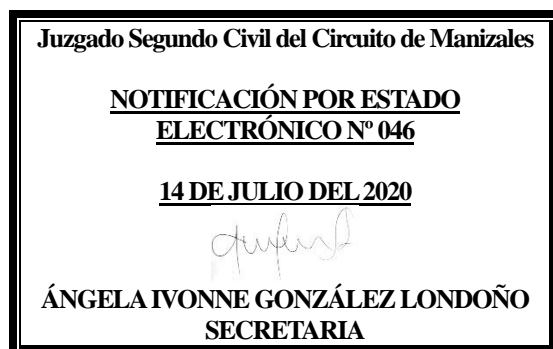 Juzgado Segundo Civil del Circuito de Manizales
NOTIFICACIÓN POR ESTADO
ELECTRÓNICO Nº 046
14 DE JULIO DEL 2020
ÁNGELA IVONNE GONZÁLEZ LONDOÑO
SECRETARIA